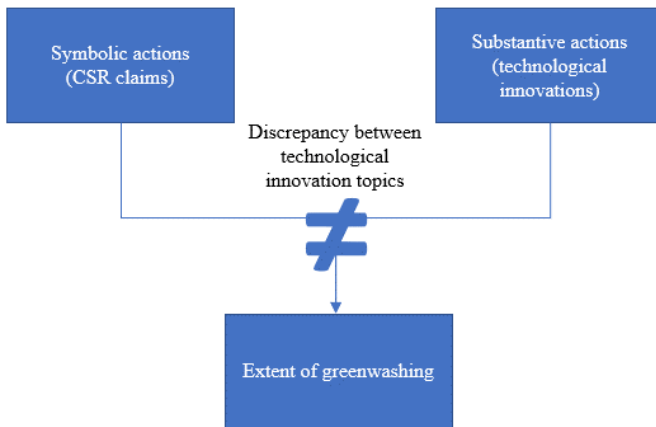 Symbolic actions
(CSR claims)
Substantive actions
(technological
innovations)
Discrepancy between
technological
innovation topics
≠
Extent of greenwashing